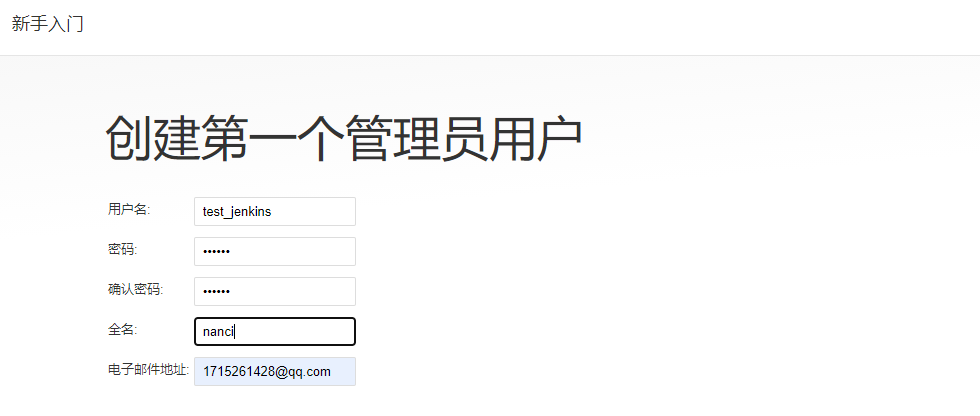 新手入门
创建第一个管理员用户
用户名: test_jenkins
密码: ••••••
确认密码: ••••••
全名: nanci
电子邮件地址: 1715261428@qq.com